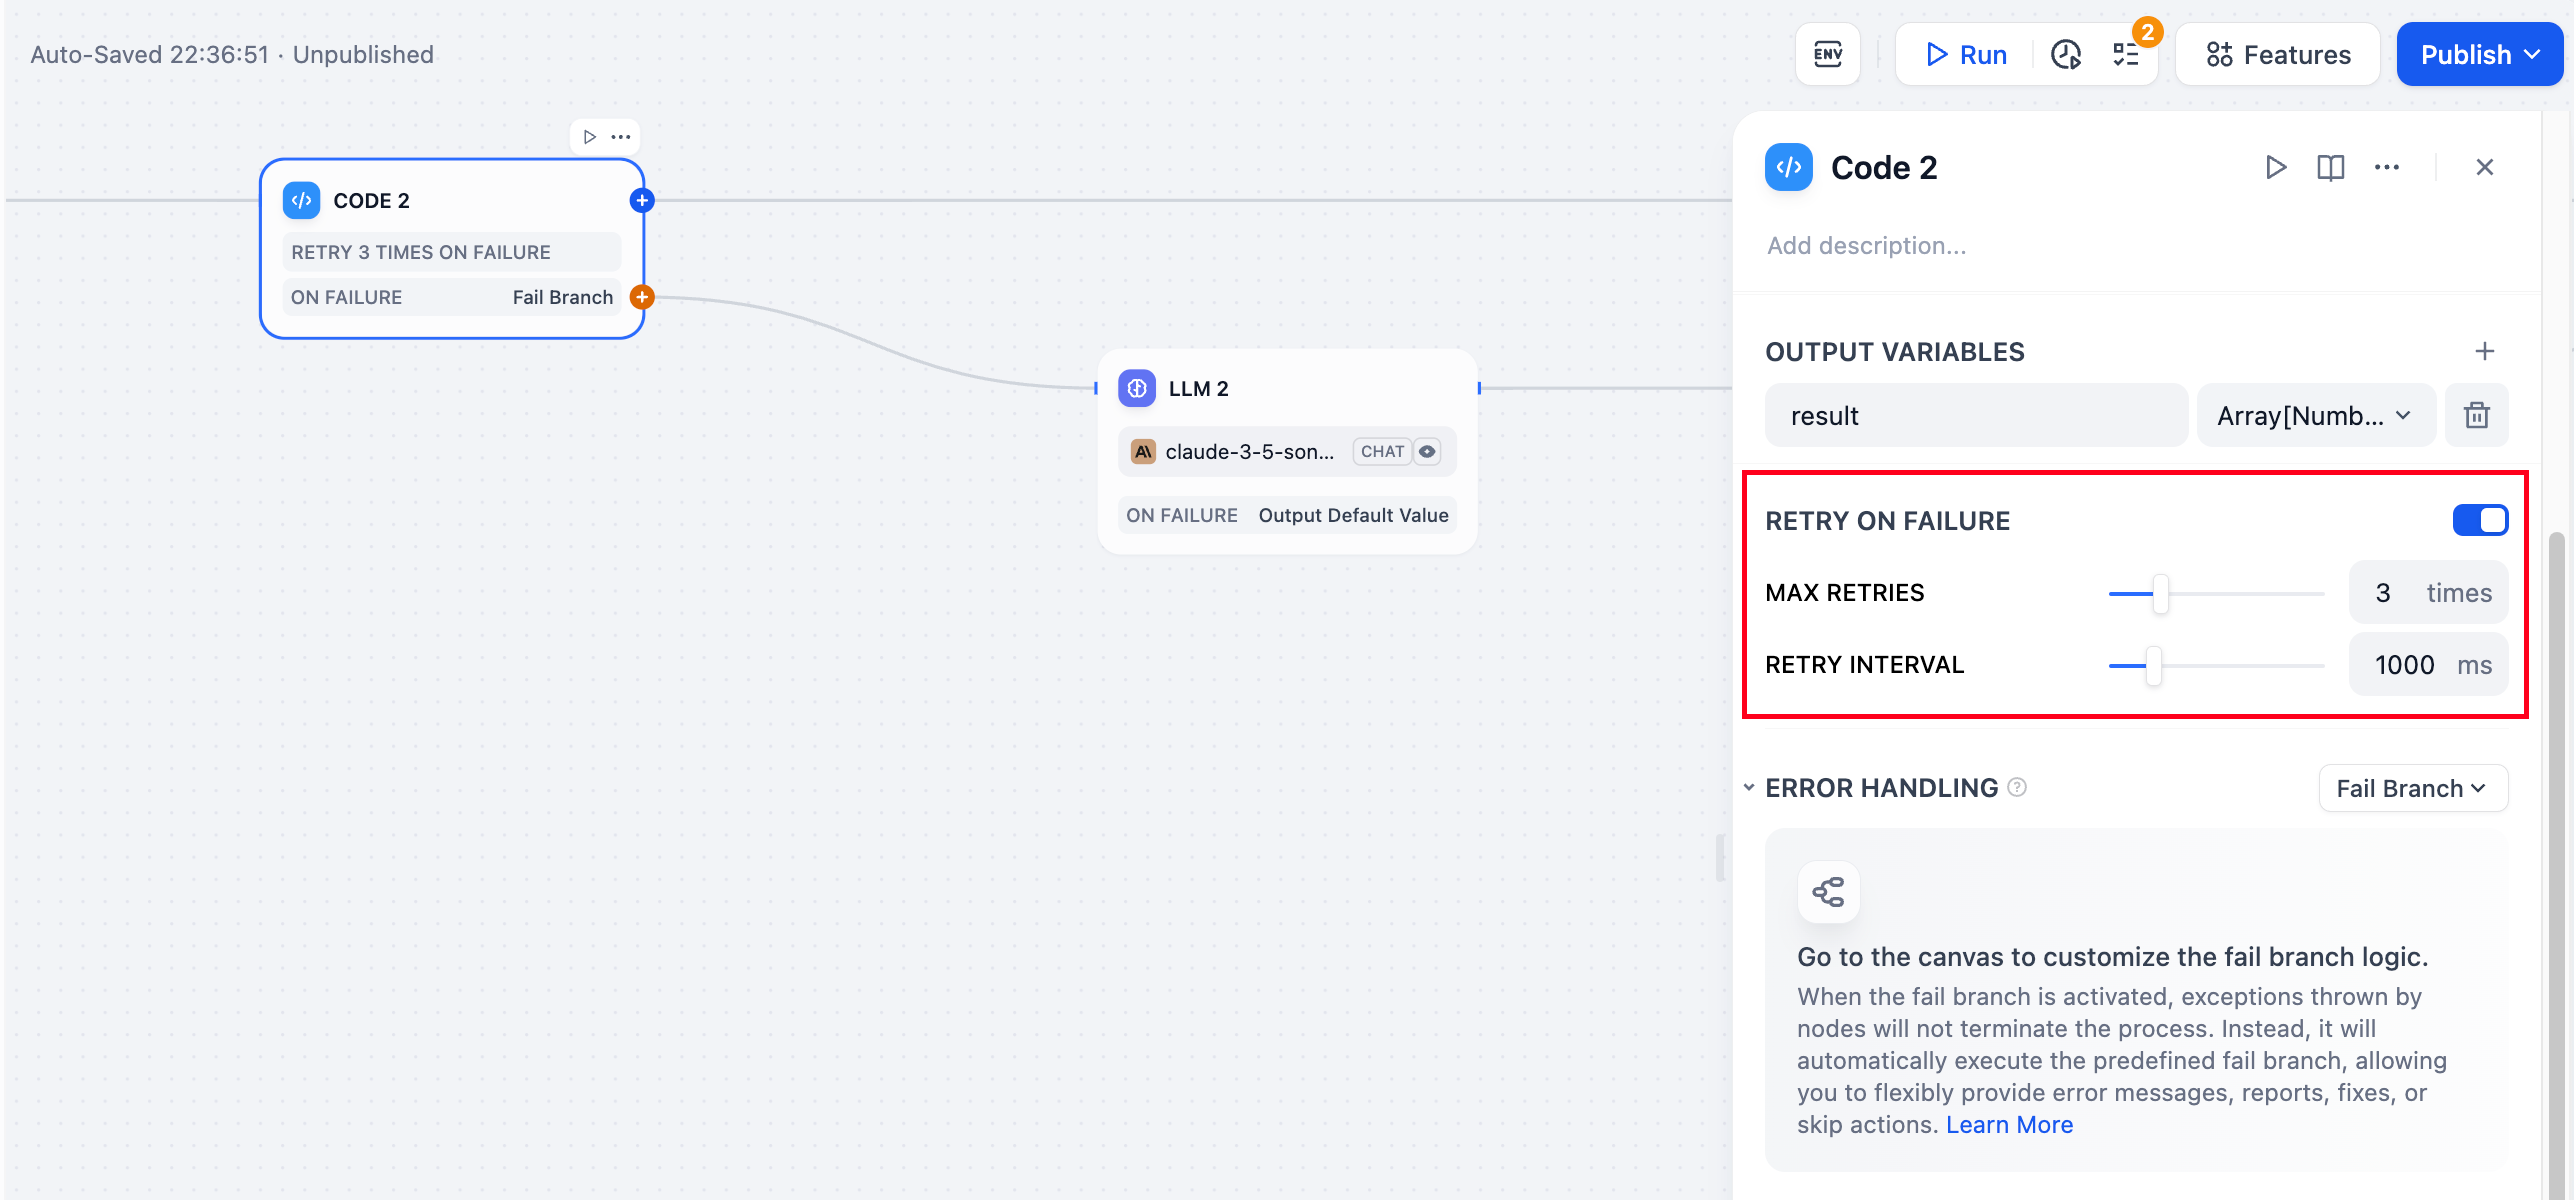 Auto-Saved 22:36:51 · Unpublished
ENV
Run
2
Features
Publish
CODE 2
RETRY 3 TIMES ON FAILURE
ON FAILURE Fail Branch
LLM 2
claude-3-5-son... CHAT
ON FAILURE Output Default Value
Code 2
Add description...
OUTPUT VARIABLES
result Array[Numb...
RETRY ON FAILURE
MAX RETRIES 3 times
RETRY INTERVAL 1000 ms
ERROR HANDLING Fail Branch
Go to the canvas to customize the fail branch logic.
When the fail branch is activated, exceptions thrown by
nodes will not terminate the process. Instead, it will
automatically execute the predefined fail branch, allowing
you to flexibly provide error messages, reports, fixes, or
skip actions. Learn More